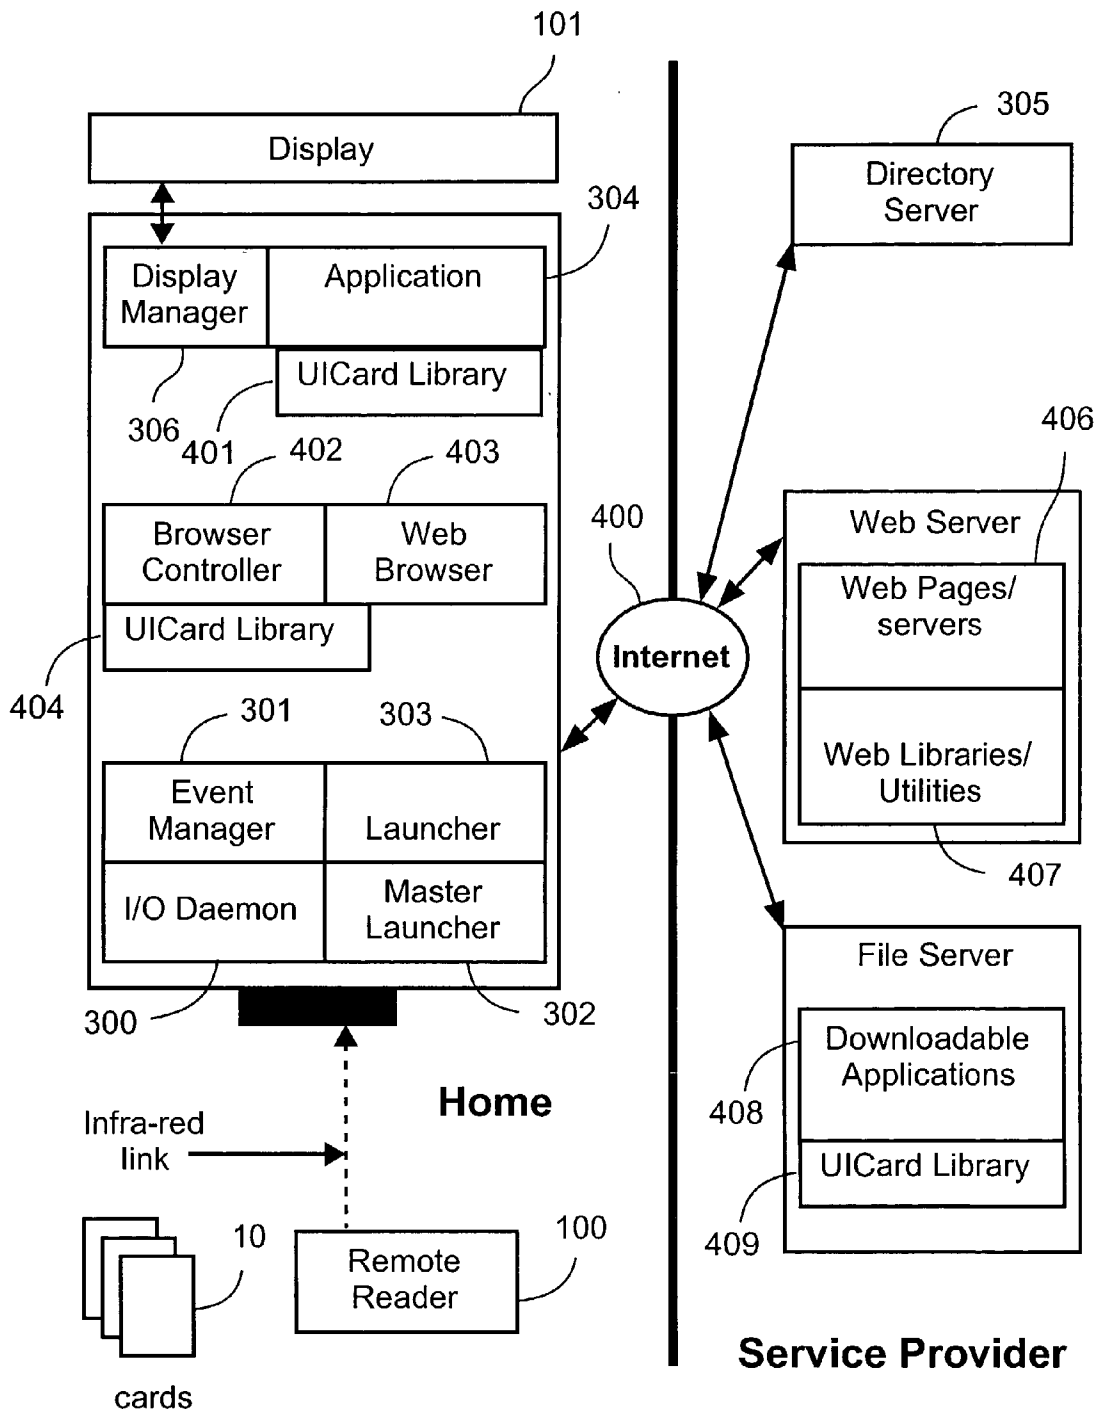 101
Display
304
Display
Manager
Application
UICard Library
306
401
402
403
Browser
Controller
Web
Browser
UICard Library
404
301
303
Event
Manager
Launcher
I/O Daemon
Master
Launcher
300
302
Home
Infra-red
link
10
100
Remote
Reader
cards
400
Internet
305
Directory
Server
406
Web Server
Web Pages/
servers
Web Libraries/
Utilities
407
File Server
Downloadable
Applications
408
UICard Library
409
Service Provider